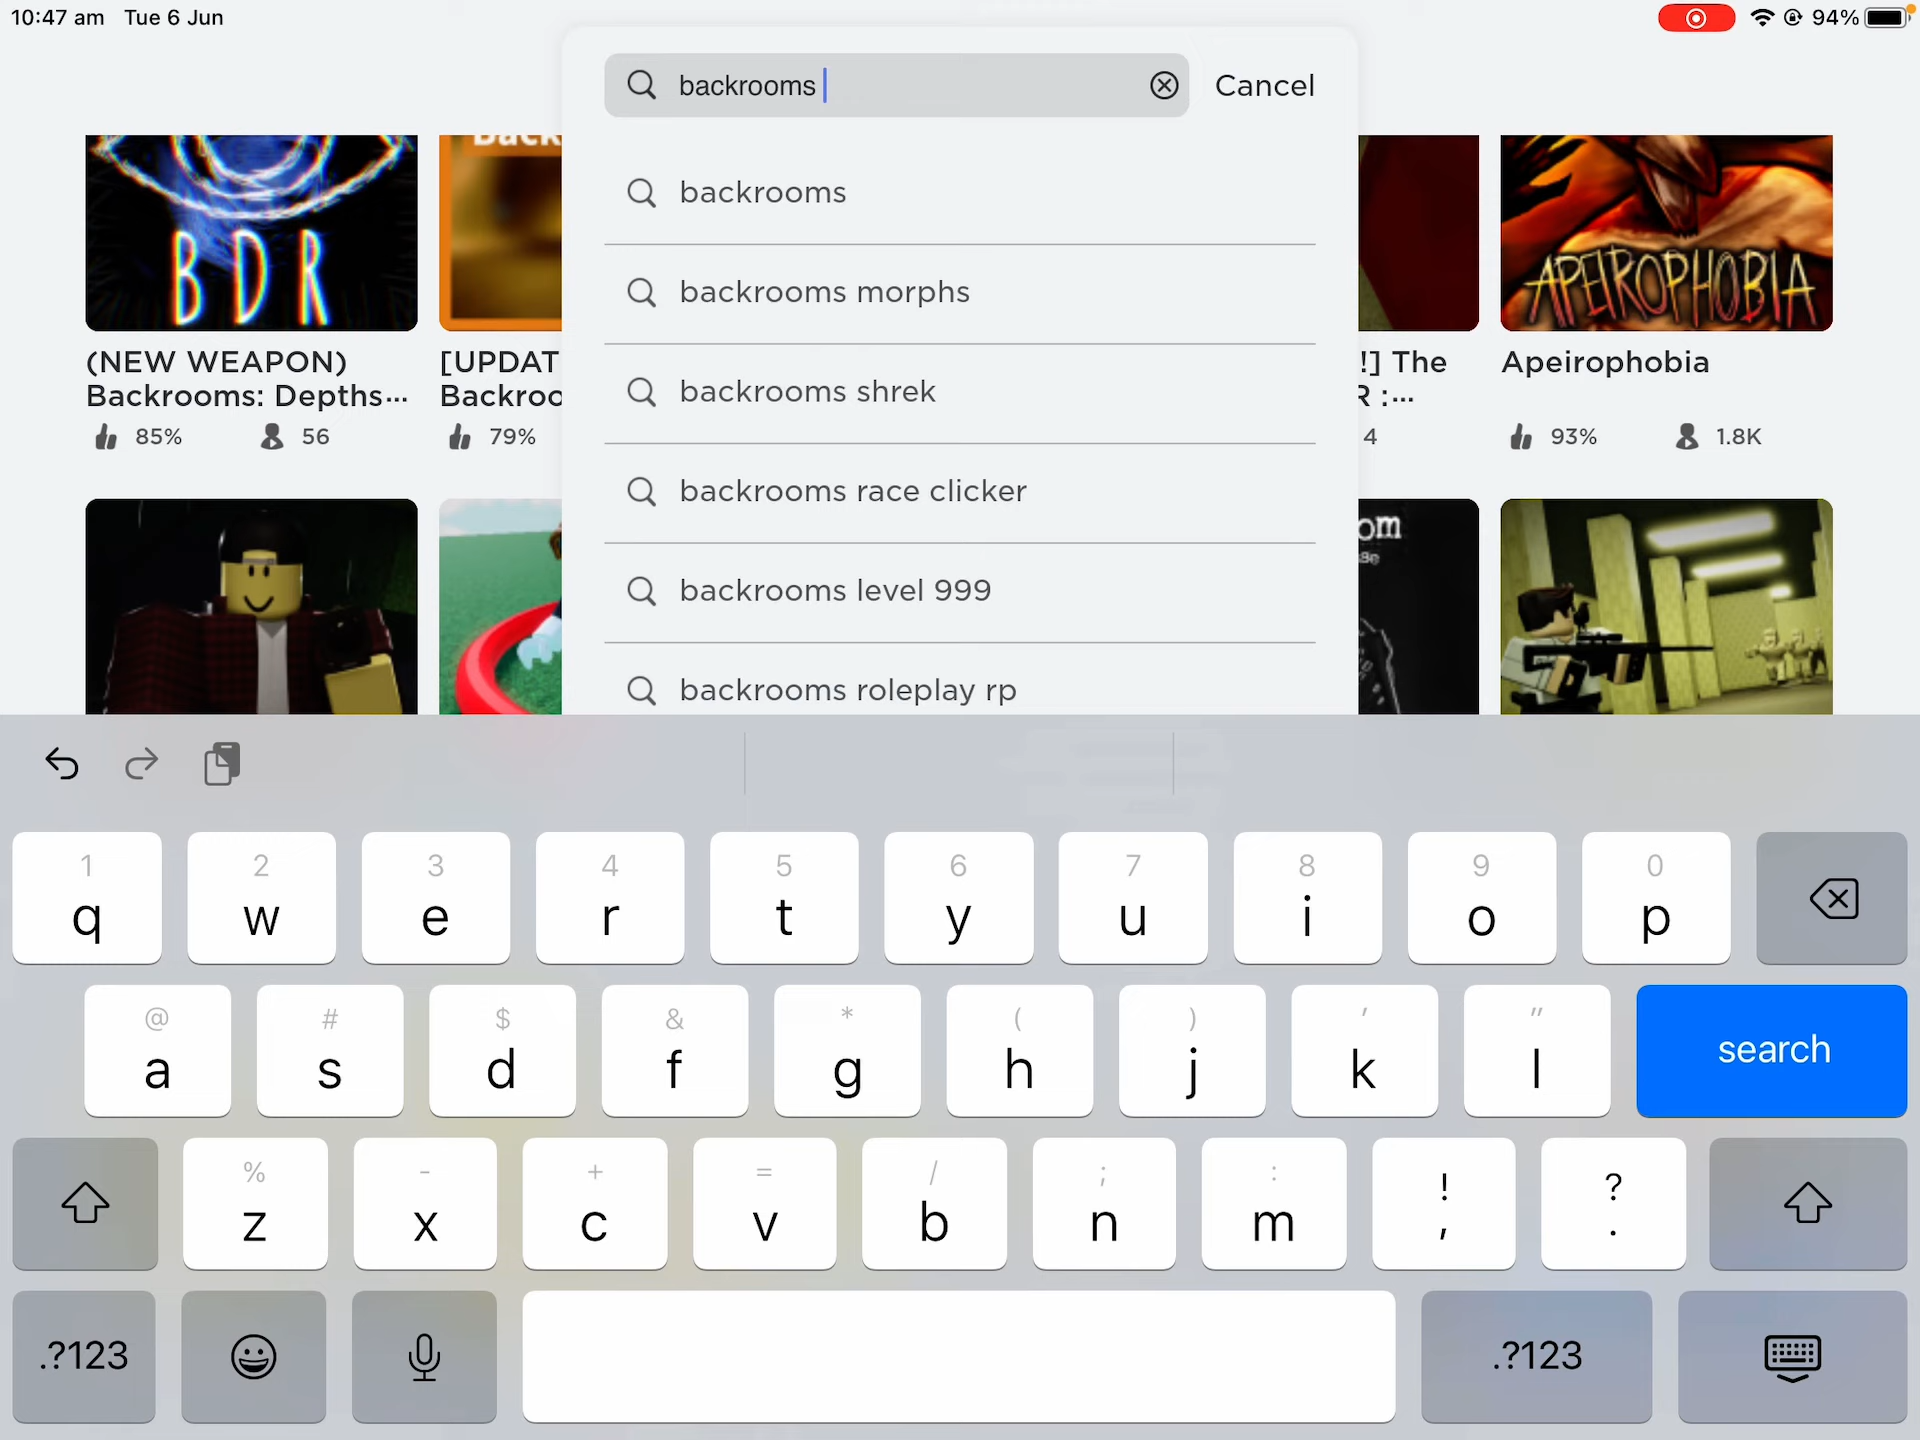 10:47 am Tue 6 Jun
94%
backrooms
Cancel
backrooms
backrooms morphs
backrooms shrek
backrooms race clicker
backrooms level 999
backrooms roleplay rp
BDR
Back
APEIROPHOBIA
(NEW WEAPON)
Backrooms: Depths...
85% 56
[UPDAT
Backroo
79%
!] The
R :...
4
Apeirophobia
93% 1.8K
om
1 2 3 4 5 6 7 8 9 0
q w e r t y u i o p
@ # $ & * ( ) ' "
a s d f g h j k l search
% - + = / ; : ! ?
z x c v b n m , .
.?123 .?123